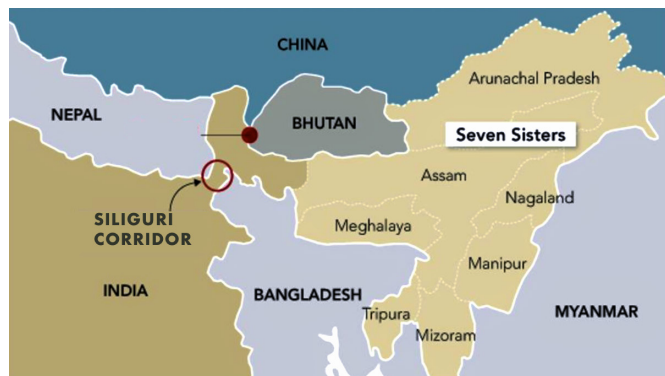 CHINA
Arunachal Pradesh
NEPAL
BHUTAN
Seven Sisters
Assam
Nagaland
SILIGURI
CORRIDOR
Meghalaya
Manipur
INDIA
BANGLADESH
Tripura
Mizoram
MYANMAR